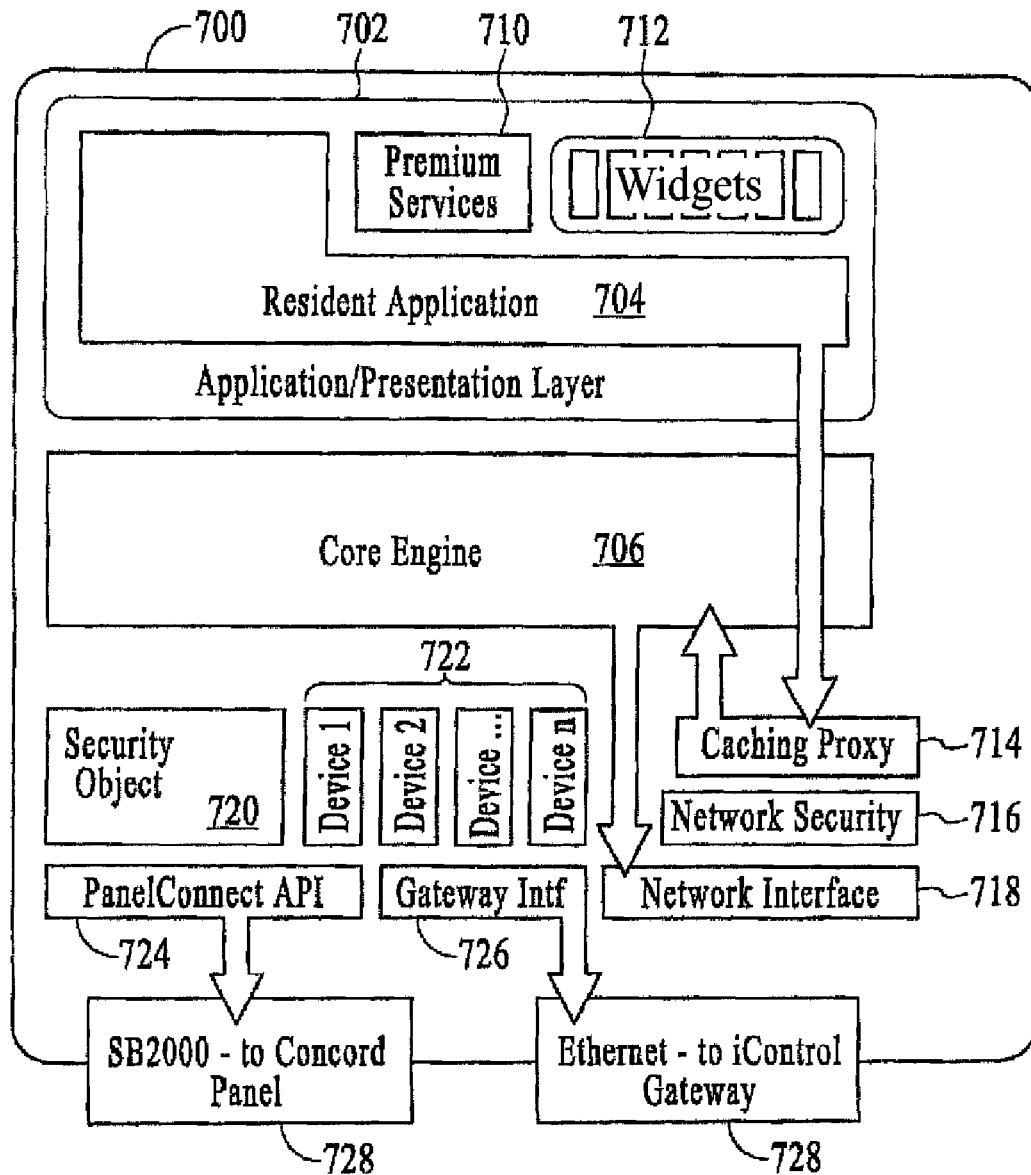 700
702
710
712
Premium
Services
Widgets
Resident Application 704
Application/Presentation Layer
Core Engine 706
722
Security
Object
720
Device 1
Device 2
Device ...
Device n
Caching Proxy
714
Network Security
716
PanelConnect API
Gateway Intf
Network Interface
718
724
726
SB2000 - to Concord
Panel
Ethernet - to iControl
Gateway
728
728